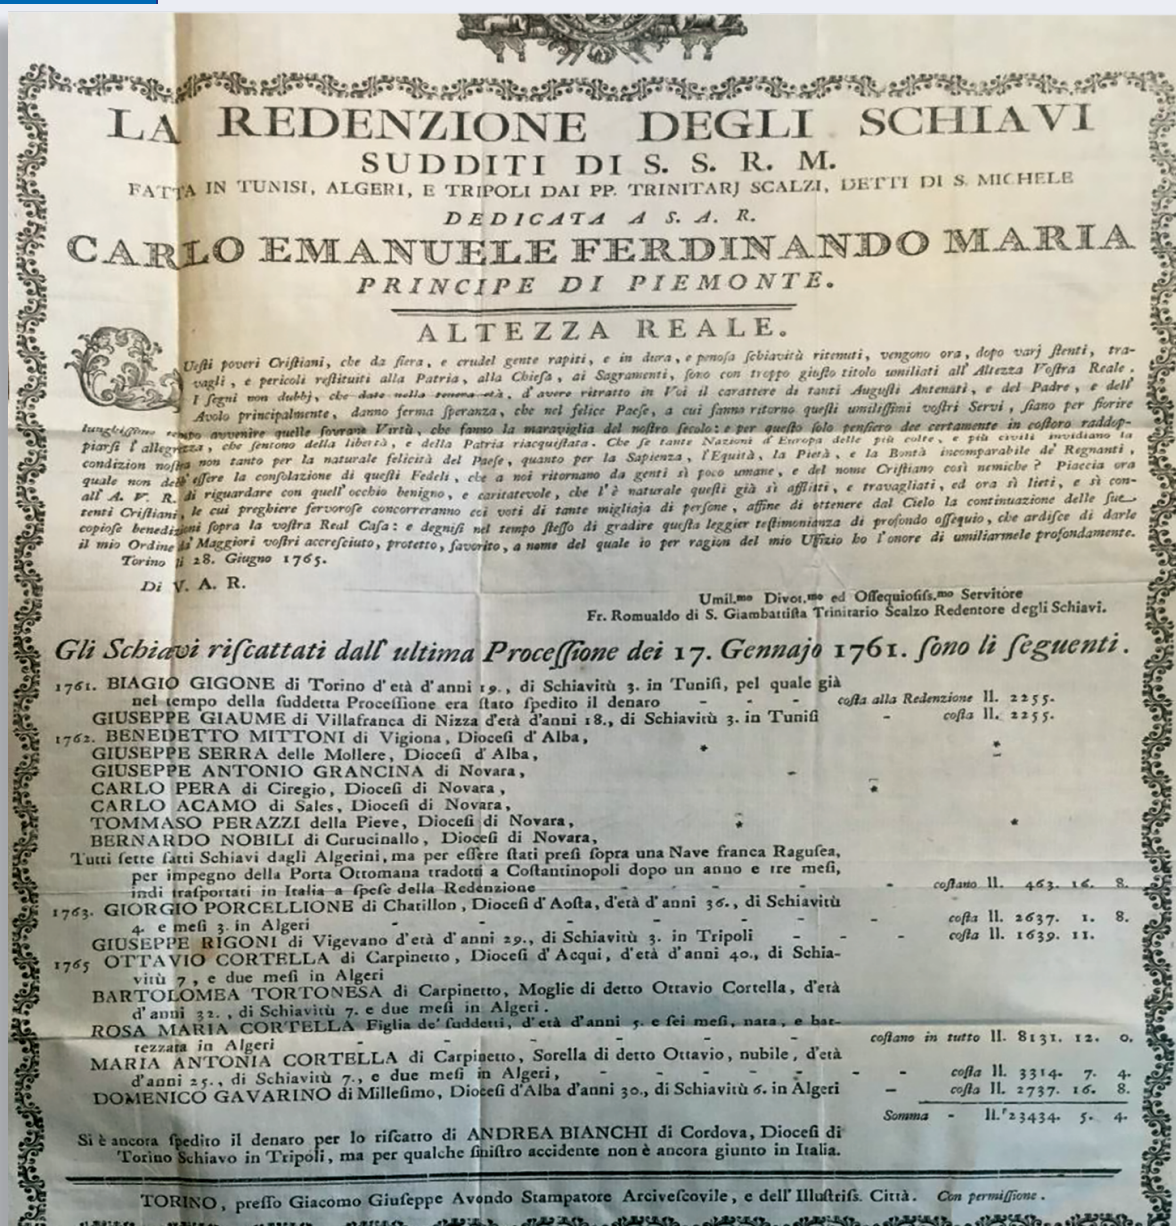 LA REDENZIONE DEGLI SCHIAVI
SUDDITI DI S. S. R. M.
FATTA IN TUNISI, ALGERI, E TRIPOLI DAI PP. TRINITARJ SCALZI, DETTI DI S. MICHELE
DEDICATA A S. A. R.
CARLO EMANUELE FERDINANDO MARIA
PRINCIPE DI PIEMONTE.
ALTEZZA REALE.
QUeſti poveri Criſtiani, che da fiera, e crudel gente rapiti, e in dura, e penoſa ſchiavitù ritenuti, vengono ora, dopo varj ſtenti, tra-
vagli, e pericoli reſtituiti alla Patria, alla Chieſa, ai Sagramenti, ſono con troppo giuſto titolo umiliati all' Altezza Voſtra Reale.
I ſegni non dubbj, che date nella tenera età, d'avere ritratto in Voi il carattere di tanti Auguſti Antenati, e del Padre, e dell'
Avolo principalmente, danno ferma ſperanza, che nel felice Paeſe, a cui fanno ritorno queſti umiliſſimi voſtri Servi, ſiano per fiorire
lunghiſſimo tempo avvenire quelle ſovrane Virtù, che fanno la maraviglia del noſtro ſecolo: e per queſto ſolo penſiero dee certamente in coſtoro raddop-
piarſi l'allegrezza, che ſentono della libertà, e della Patria riacquiſtata. Che ſe tante Nazioni d'Europa delle più colte, e più civili invidiano la
condizion noſtra non tanto per la naturale felicità del Paeſe, quanto per la Sapienza, l'Equità, la Pietà, e la Bontà incomparabile de' Regnanti,
quale non dee eſſere la conſolazione di queſti Fedeli, che a noi ritornano da genti sì poco umane, e del nome Criſtiano così nemiche? Piaccia ora
all' A. V. R. di riguardare con quell'occhio benigno, e caritatevole, che l'è naturale queſti già sì afflitti, e travagliati, ed ora sì lieti, e sì con-
tenti Criſtiani, le cui preghiere fervoroſe concorreranno coi voti di tante migliaja di perſone, affine di ottenere dal Cielo la continuazione delle ſue
copioſe benedizioni ſopra la voſtra Real Caſa: e degniſi nel tempo ſteſſo di gradire queſta leggier teſtimonianza di profondo oſſequio, che ardiſce di darle
il mio Ordine da' Maggiori voſtri accreſciuto, protetto, favorito, a nome del quale io per ragion del mio Uffizio ho l'onore di umiliarmele profondamente.
Torino li 28. Giugno 1765.
Di V. A. R.
Umil.mo Divot.mo ed Oſſequioſiſs.mo Servitore
Fr. Romualdo di S. Giambattiſta Trinitario Scalzo Redentore degli Schiavi.
Gli Schiavi riſcattati dall' ultima Proceſſione dei 17. Gennajo 1761. ſono li ſeguenti.
1761. BIAGIO GIGONE di Torino d'età d'anni 19., di Schiavitù 3. in Tuniſi, pel quale già
nel tempo della ſuddetta Proceſſione era ſtato ſpedito il denaro - - - coſta alla Redenzione ll. 2255.
GIUSEPPE GIAUME di Villafranca di Nizza d'età d'anni 18., di Schiavitù 3. in Tuniſi - coſta ll. 2255.
1762. BENEDETTO MITTONI di Vigiona, Dioceſi d'Alba,
GIUSEPPE SERRA delle Mollere, Dioceſi d'Alba,
GIUSEPPE ANTONIO GRANCINA di Novara,
CARLO PERA di Ciregio, Dioceſi di Novara,
CARLO ACAMO di Sales, Dioceſi di Novara,
TOMMASO PERAZZI della Pieve, Dioceſi di Novara,
BERNARDO NOBILI di Curucinallo, Dioceſi di Novara,
Tutti ſette fatti Schiavi dagli Algerini, ma per eſſere ſtati preſi ſopra una Nave franca Raguſea,
per impegno della Porta Ottomana tradotti a Coſtantinopoli dopo un anno e tre meſi,
indi traſportati in Italia a ſpeſe della Redenzione - - - - - coſtano ll. 463. 16. 8.
1763. GIORGIO PORCELLIONE di Chatillon, Dioceſi d'Aoſta, d'età d'anni 36., di Schiavitù
4. e meſi 3. in Algeri - - - - - - - - coſta ll. 2637. 1. 8.
GIUSEPPE RIGONI di Vigevano d'età d'anni 29., di Schiavitù 3. in Tripoli - - - coſta ll. 1639. 11.
1765 OTTAVIO CORTELLA di Carpinetto, Dioceſi d'Acqui, d'età d'anni 40., di Schia-
vitù 7., e due meſi in Algeri
BARTOLOMEA TORTONESA di Carpinetto, Moglie di detto Ottavio Cortella, d'età
d'anni 32., di Schiavitù 7. e due meſi in Algeri.
ROSA MARIA CORTELLA Figlia de' ſuddetti, d'età d'anni 5. e ſei meſi, nata, e bat-
tezzata in Algeri - - - - - - - coſtano in tutto ll. 8131. 12. 0.
MARIA ANTONIA CORTELLA di Carpinetto, Sorella di detto Ottavio, nubile, d'età
d'anni 25., di Schiavitù 7., e due meſi in Algeri, - - - - - - coſta ll. 3314. 7. 4.
DOMENICO GAVARINO di Milleſimo, Dioceſi d'Alba d'anni 30., di Schiavitù 6. in Algeri - coſta ll. 2737. 16. 8.
Somma - ll. 23434. 5. 4.
Si è ancora ſpedito il denaro per lo riſcatto di ANDREA BIANCHI di Cordova, Dioceſi di
Torino Schiavo in Tripoli, ma per qualche ſiniſtro accidente non è ancora giunto in Italia.
TORINO, preſſo Giacomo Giuſeppe Avondo Stampatore Arciveſcovile, e dell'Illuſtriſs. Città. Con permiſſione.